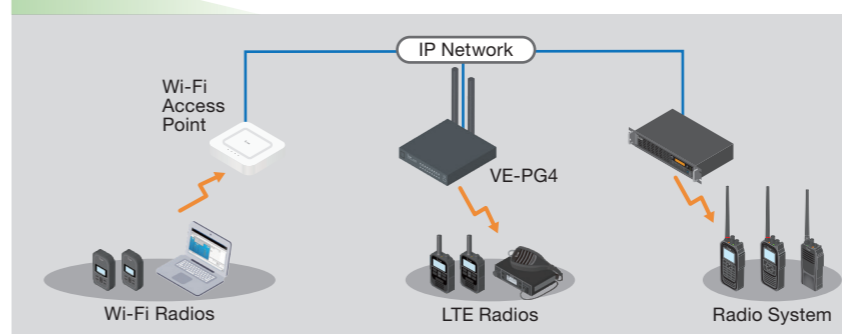 IP Network
Wi-Fi
Access
Point
VE-PG4
Wi-Fi Radios
LTE Radios
Radio System